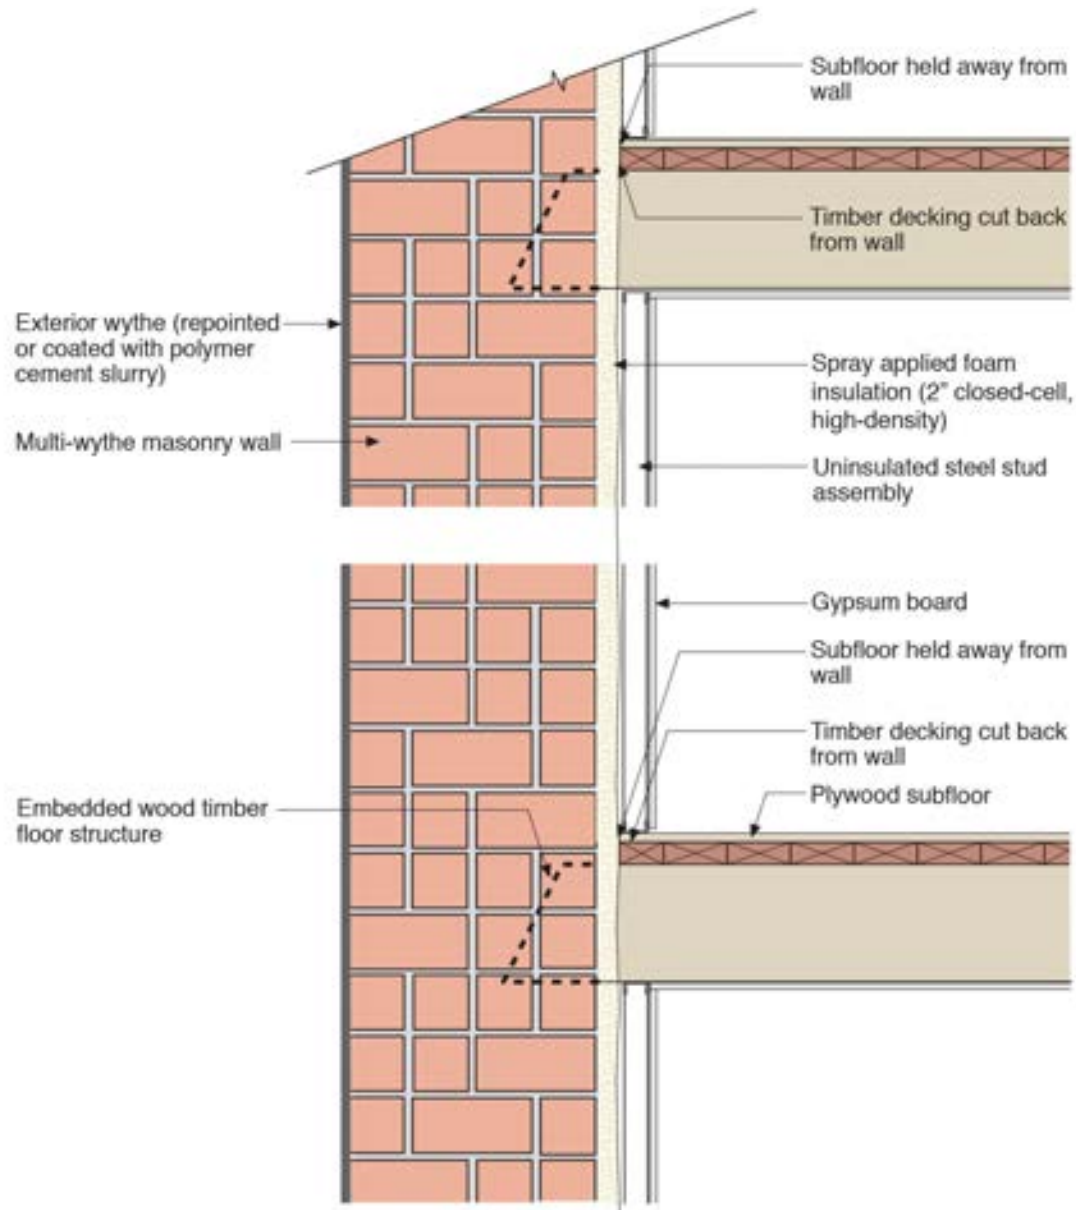 Subfloor held away from
wall
Timber decking cut back
from wall
Exterior wythe (repointed
or coated with polymer
cement slurry)
Spray applied foam
insulation (2" closed-cell,
high-density)
Multi-wythe masonry wall
Uninsulated steel stud
assembly
Gypsum board
Subfloor held away from
wall
Timber decking cut back
from wall
Plywood subfloor
Embedded wood timber
floor structure